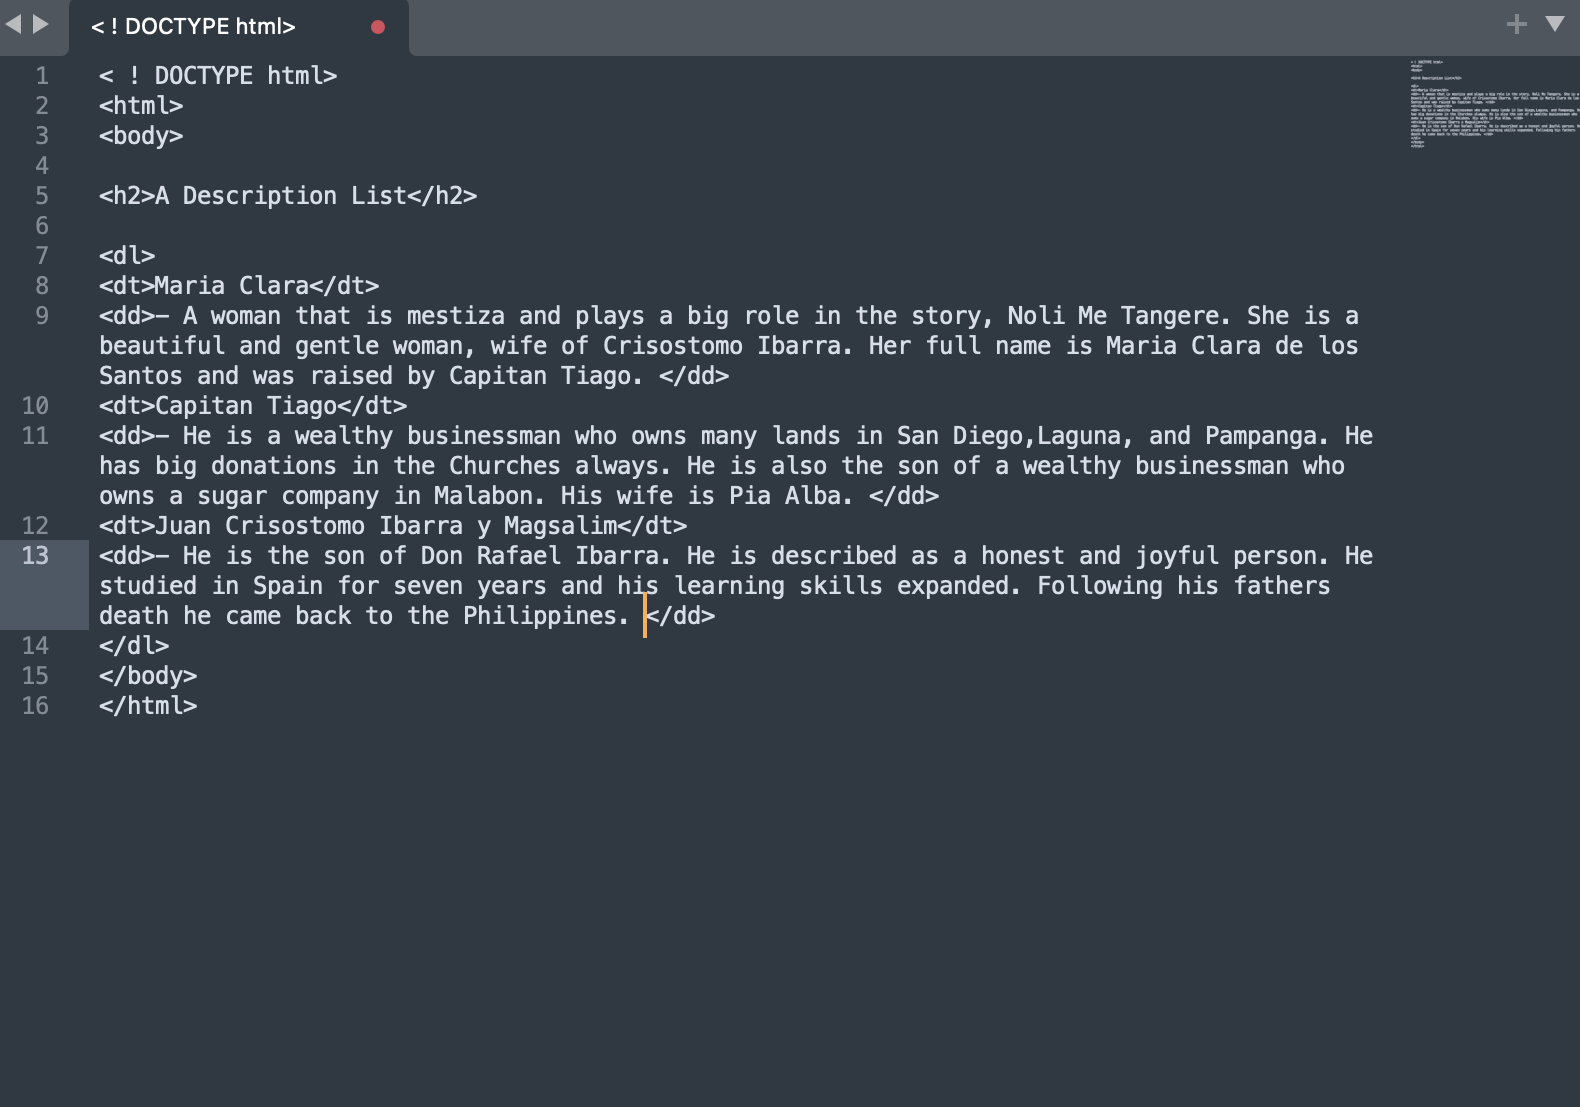 < ! DOCTYPE html>
1 < ! DOCTYPE html>
2 <html>
3 <body>
4
5 <h2>A Description List</h2>
6
7 <dl>
8 <dt>Maria Clara</dt>
9 <dd>- A woman that is mestiza and plays a big role in the story, Noli Me Tangere. She is a
beautiful and gentle woman, wife of Crisostomo Ibarra. Her full name is Maria Clara de los
Santos and was raised by Capitan Tiago. </dd>
10 <dt>Capitan Tiago</dt>
11 <dd>- He is a wealthy businessman who owns many lands in San Diego,Laguna, and Pampanga. He
has big donations in the Churches always. He is also the son of a wealthy businessman who
owns a sugar company in Malabon. His wife is Pia Alba. </dd>
12 <dt>Juan Crisostomo Ibarra y Magsalim</dt>
13 <dd>- He is the son of Don Rafael Ibarra. He is described as a honest and joyful person. He
studied in Spain for seven years and his learning skills expanded. Following his fathers
death he came back to the Philippines. </dd>
14 </dl>
15 </body>
16 </html>